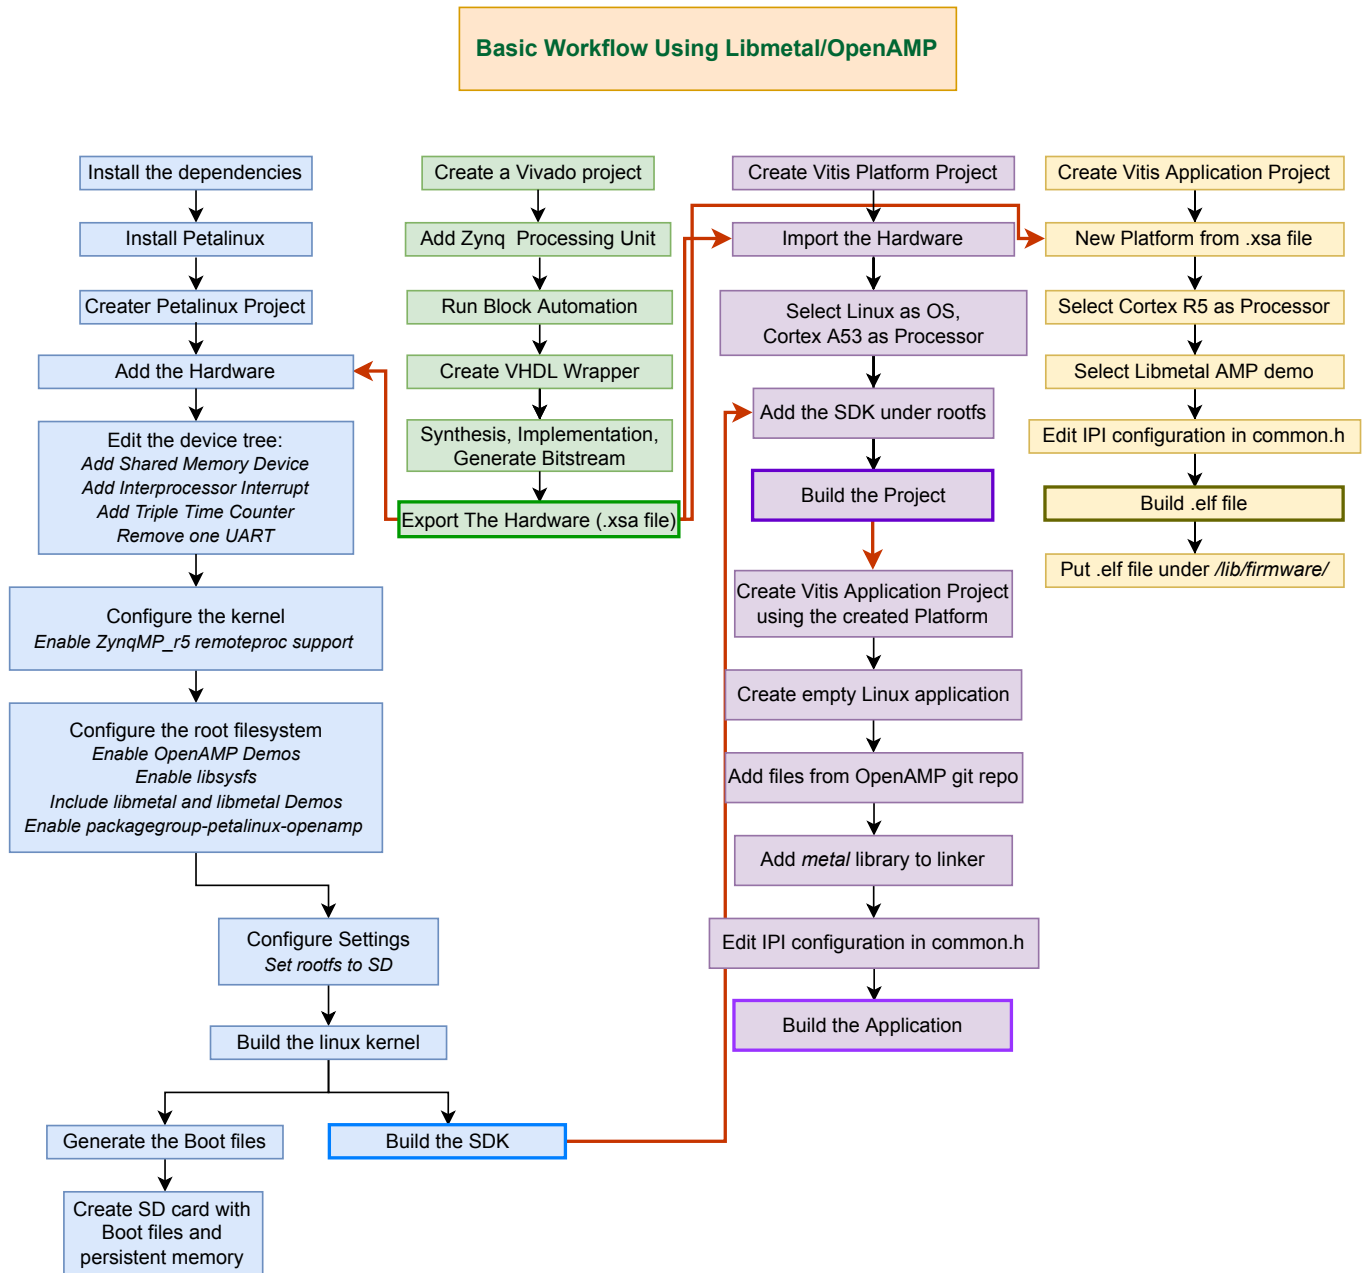 Basic Workflow Using Libmetal/OpenAMP
Install the dependencies
Install Petalinux
Creater Petalinux Project
Add the Hardware
Edit the device tree:
Add Shared Memory Device
Add Interprocessor Interrupt
Add Triple Time Counter
Remove one UART
Configure the kernel
Enable ZynqMP_r5 remoteproc support
Configure the root filesystem
Enable OpenAMP Demos
Enable libsysfs
Include libmetal and libmetal Demos
Enable packagegroup-petalinux-openamp
Configure Settings
Set rootfs to SD
Build the linux kernel
Generate the Boot files
Create SD card with
Boot files and
persistent memory
Build the SDK
Create a Vivado project
Add Zynq  Processing Unit
Run Block Automation
Create VHDL Wrapper
Synthesis, Implementation,
Generate Bitstream
Export The Hardware (.xsa file)
Create Vitis Platform Project
Import the Hardware
Select Linux as OS,
Cortex A53 as Processor
Add the SDK under rootfs
Build the Project
Create Vitis Application Project
using the created Platform
Create empty Linux application
Add files from OpenAMP git repo
Add metal library to linker
Edit IPI configuration in common.h
Build the Application
Create Vitis Application Project
New Platform from .xsa file
Select Cortex R5 as Processor
Select Libmetal AMP demo
Edit IPI configuration in common.h
Build .elf file
Put .elf file under /lib/firmware/